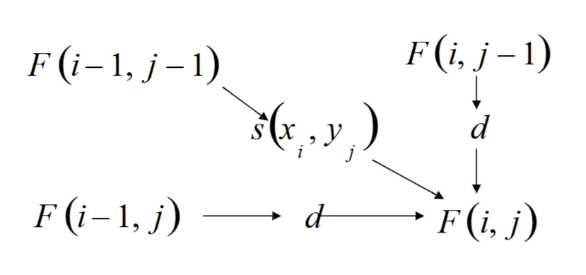 F(i−1, j−1)
F(i, j−1)
s(x_i, y_j)
d
F(i−1, j)
d
F(i, j)